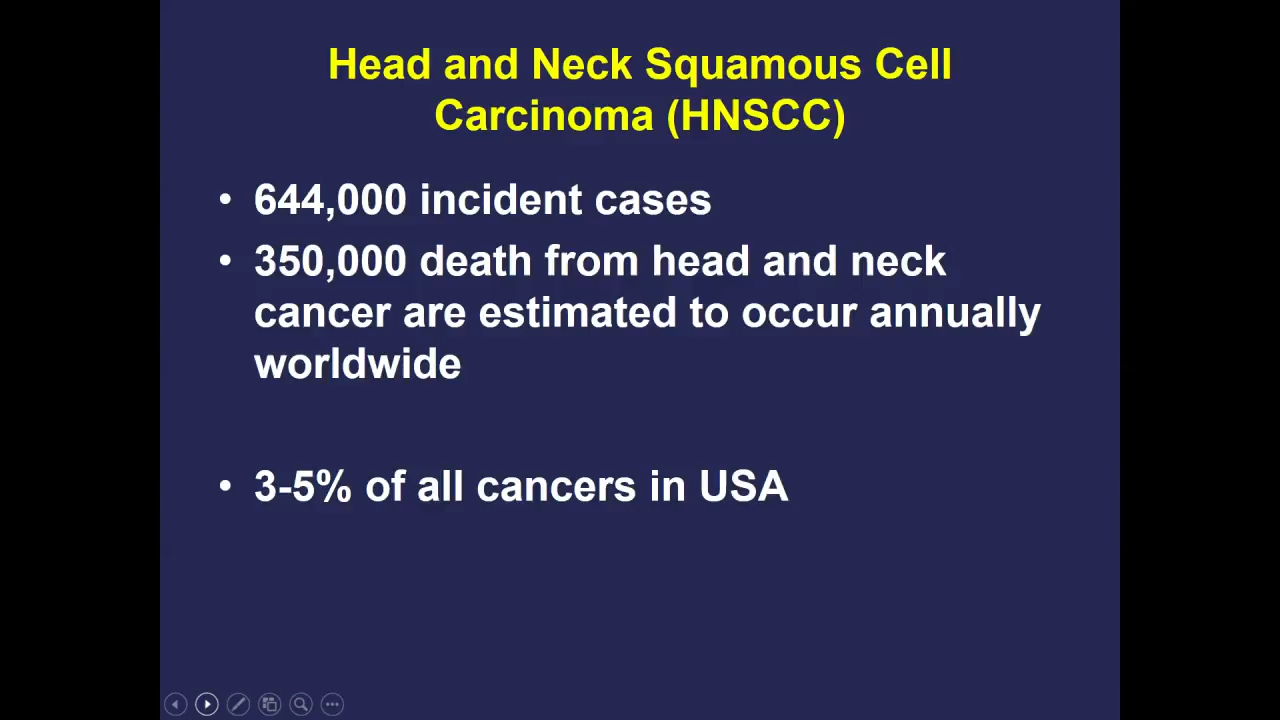 Head and Neck Squamous Cell
Carcinoma (HNSCC)
• 644,000 incident cases
• 350,000 death from head and neck
cancer are estimated to occur annually
worldwide
• 3-5% of all cancers in USA